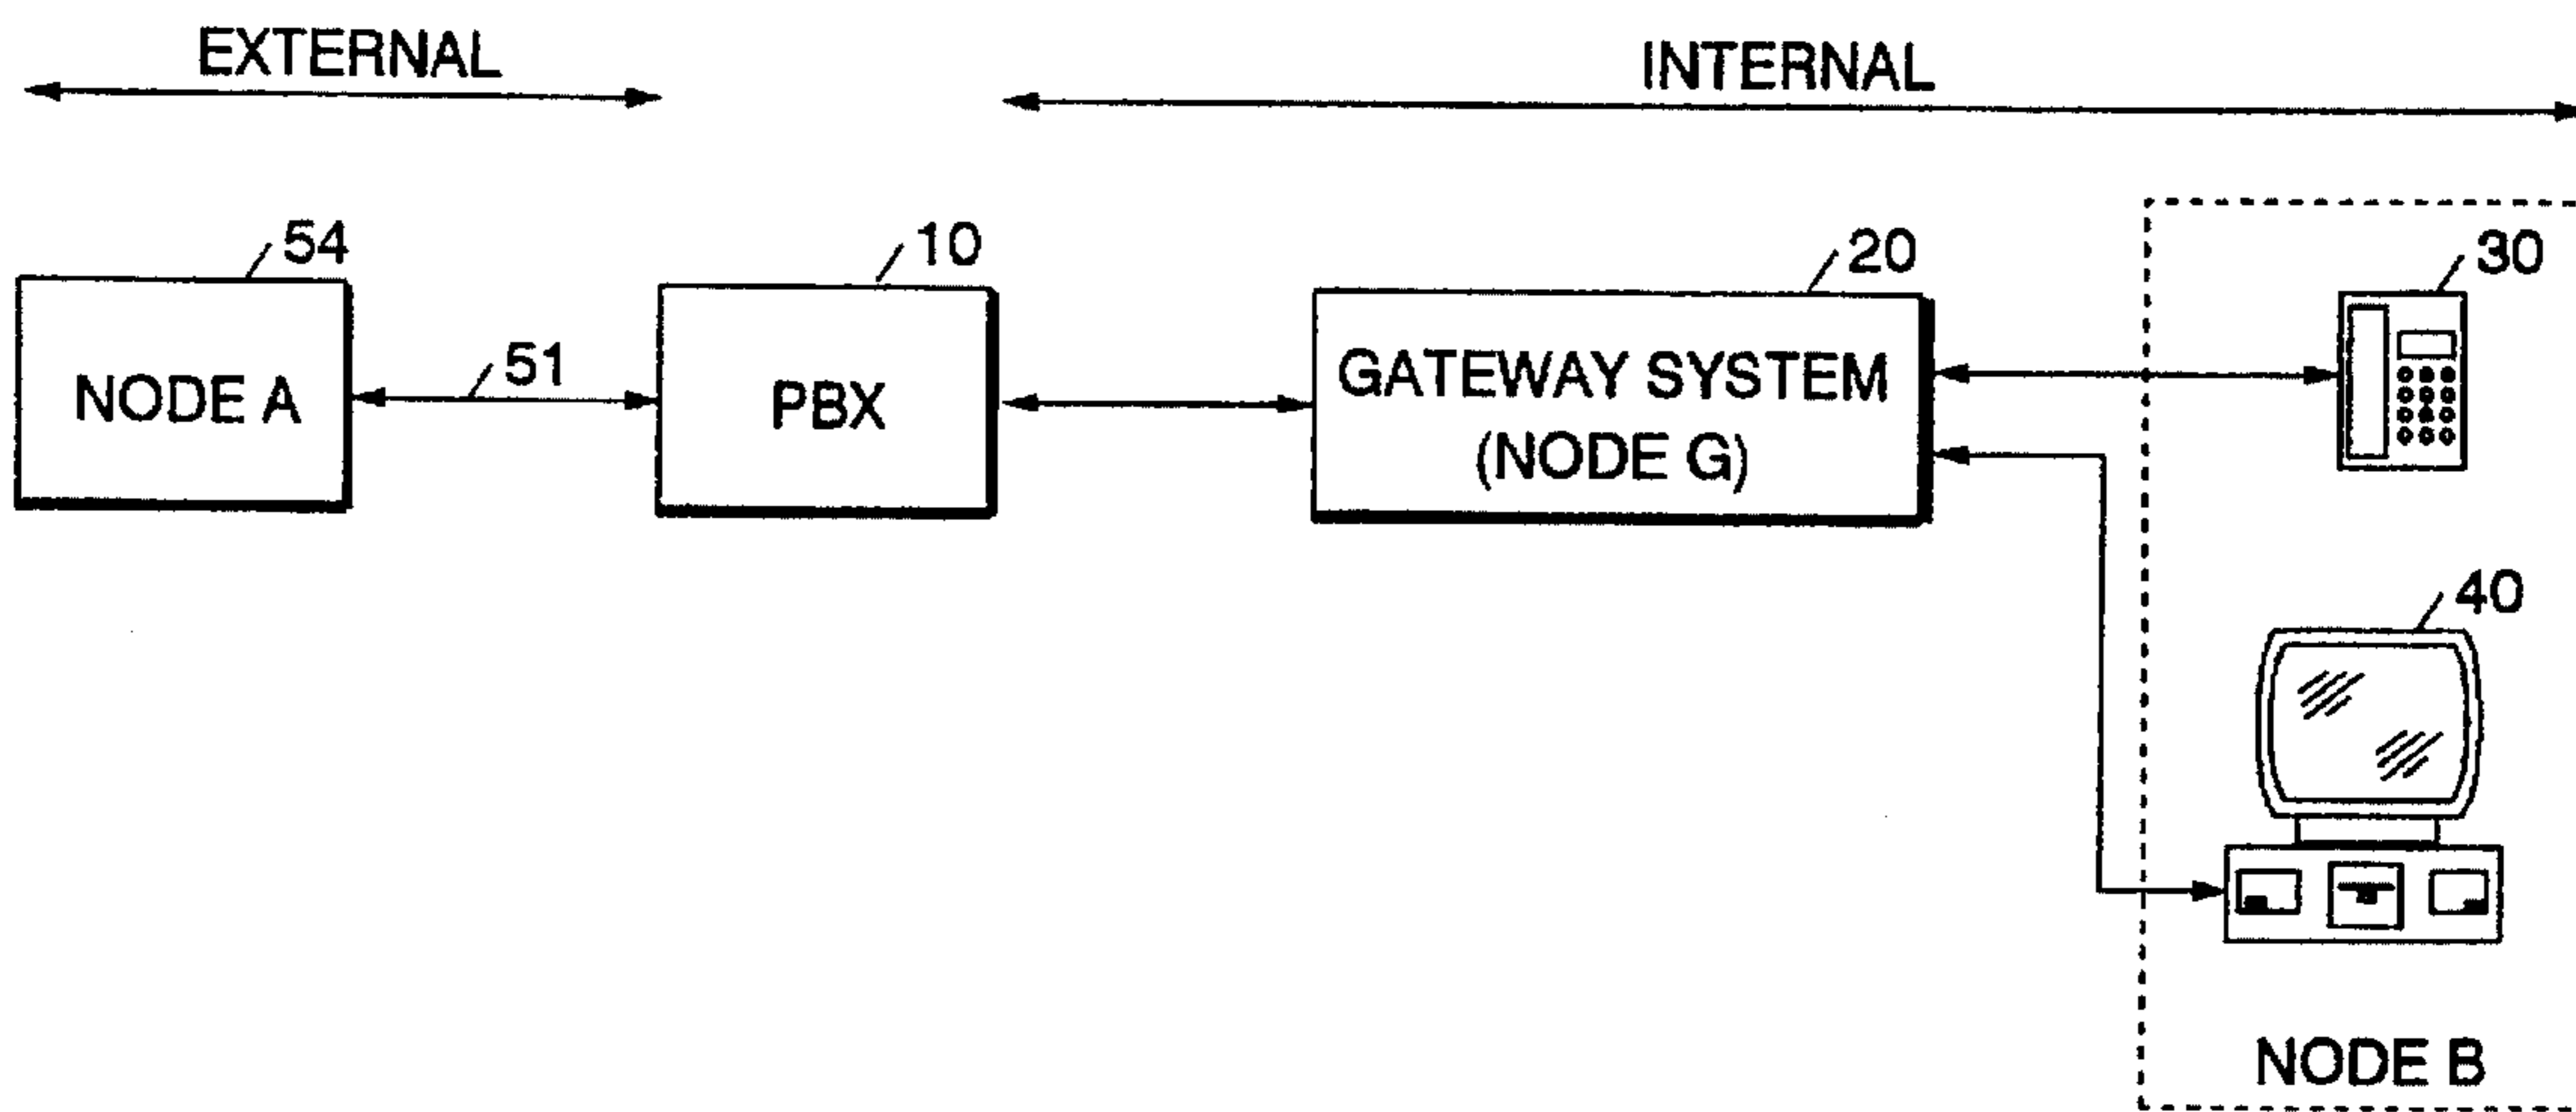 EXTERNAL
INTERNAL
54
10
20
30
51
NODE A
PBX
GATEWAY SYSTEM
(NODE G)
40
NODE B